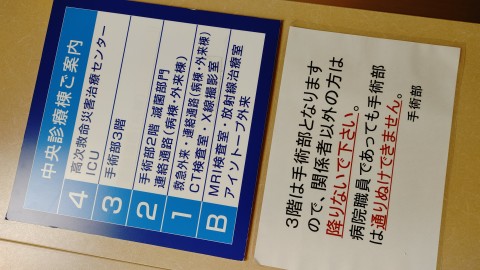 中央診療棟ご案内
4 高次救命災害治療センター
ICU
3 手術部3階
2 手術部2階 滅菌部門
連絡通路(病棟・外来棟)
1 救急外来・連絡通路(病棟・外来棟)
CT検査室・X線撮影室
B MRI検査室 放射線治療室
アイソトープ外来
3階は手術部となります
ので、関係者以外の方は
降りないで下さい。
病院職員であっても手術部
は通りぬけできません。
手術部